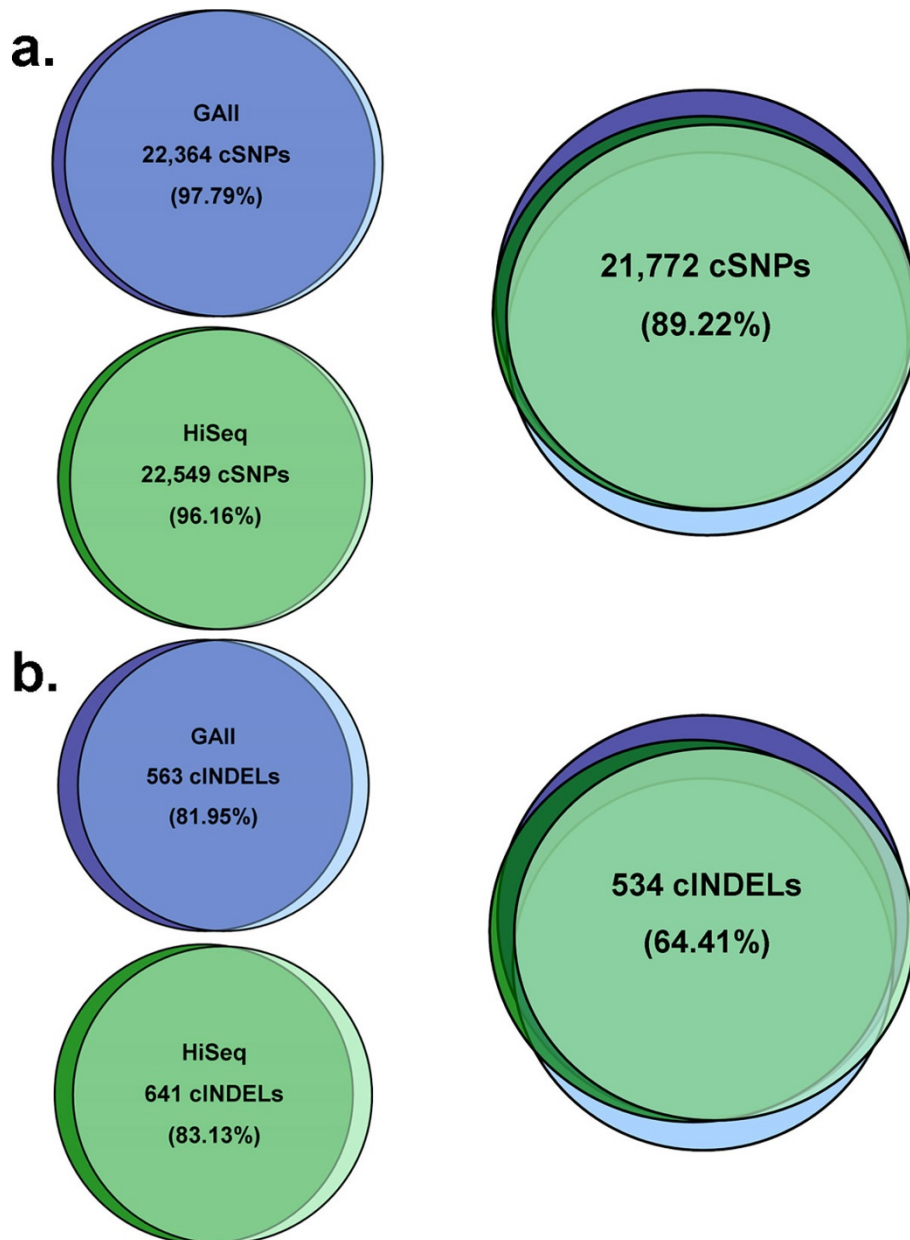 a.
GAII
22,364 cSNPs
(97.79%)
HiSeq
22,549 cSNPs
(96.16%)
21,772 cSNPs
(89.22%)
b.
GAII
563 cINDELs
(81.95%)
HiSeq
641 cINDELs
(83.13%)
534 cINDELs
(64.41%)